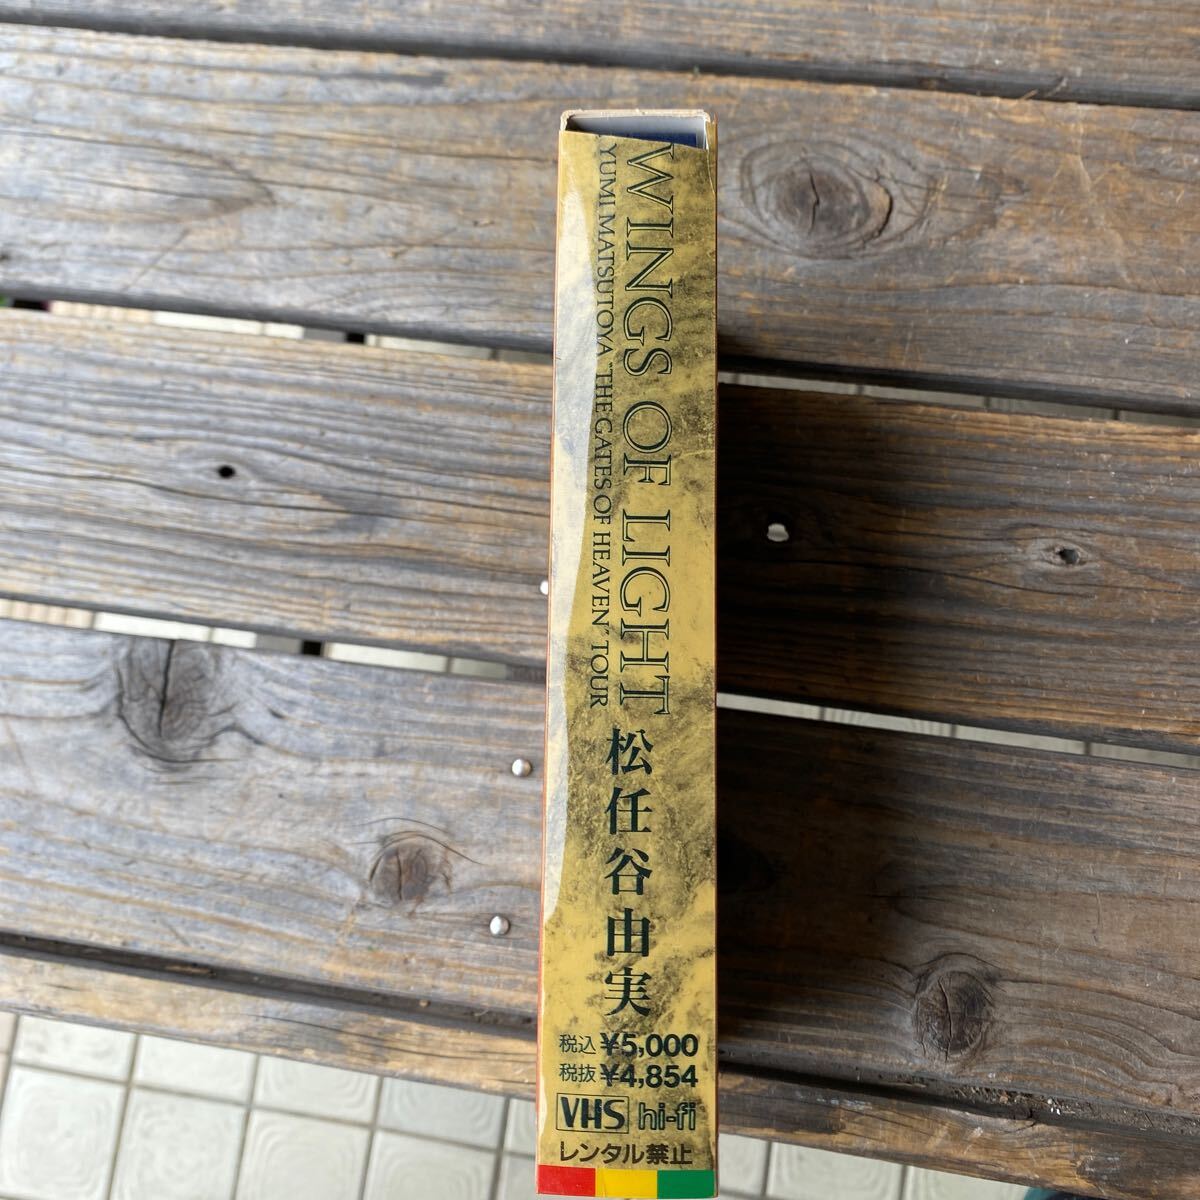 WINGS OF LIGHT
YUMI MATSUTOYA "THE GATES OF HEAVEN" TOUR
松任谷由実
税込¥5,000
税抜¥4,854
VHS hi-fi
レンタル禁止